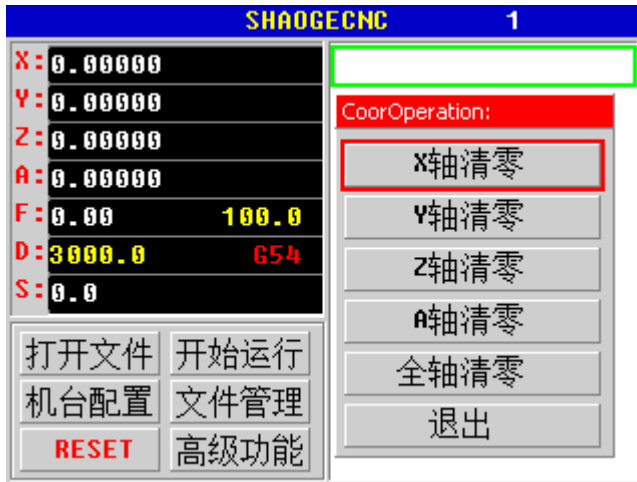 SHAOGECNC 1
X:0.00000
Y:0.00000
Z:0.00000
A:0.00000
F:0.00 100.0
D:3000.0 G54
S:0.0
打开文件 开始运行
机台配置 文件管理
RESET 高级功能
CoorOperation:
X轴清零
Y轴清零
Z轴清零
A轴清零
全轴清零
退出